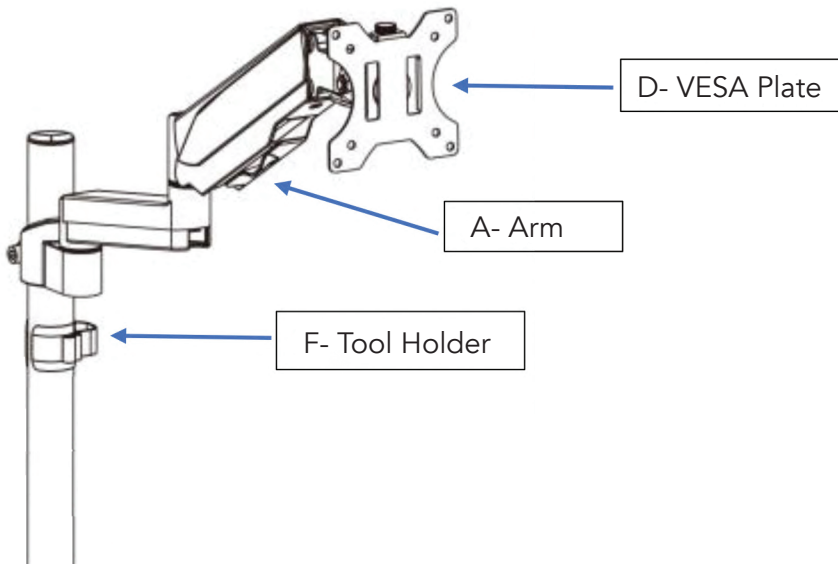 D- VESA Plate
A- Arm
F- Tool Holder